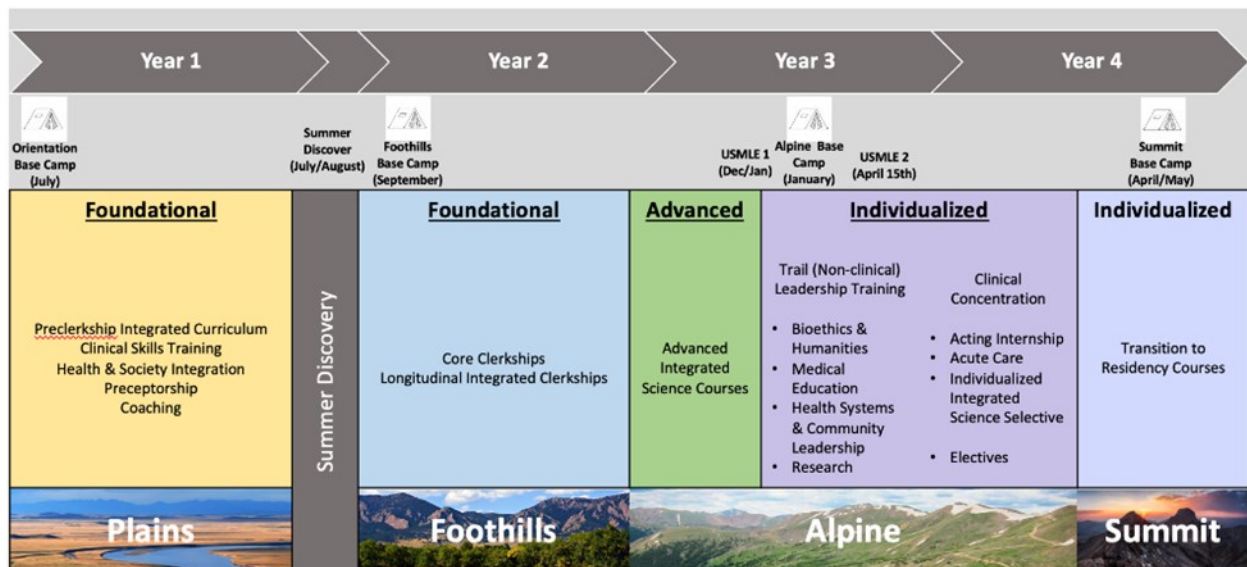 Year 1
Year 2
Year 3
Year 4
Orientation
Base Camp
(July)
Summer
Discover
(July/August)
Foothills
Base Camp
(September)
USMLE 1
(Dec/Jan)
Alpine Base
Camp
(January)
USMLE 2
(April 15th)
Summit
Base Camp
(April/May)
Foundational
Preclerkship Integrated Curriculum
Clinical Skills Training
Health & Society Integration
Preceptorship
Coaching
Plains
Summer Discovery
Foundational
Core Clerkships
Longitudinal Integrated Clerkships
Foothills
Advanced
Advanced
Integrated
Science Courses
Individualized
Trail (Non-clinical)
Leadership Training
• Bioethics &
Humanities
• Medical
Education
• Health Systems
& Community
Leadership
• Research
Clinical
Concentration
• Acting Internship
• Acute Care
• Individualized
Integrated
Science Selective
• Electives
Alpine
Individualized
Transition to
Residency Courses
Summit